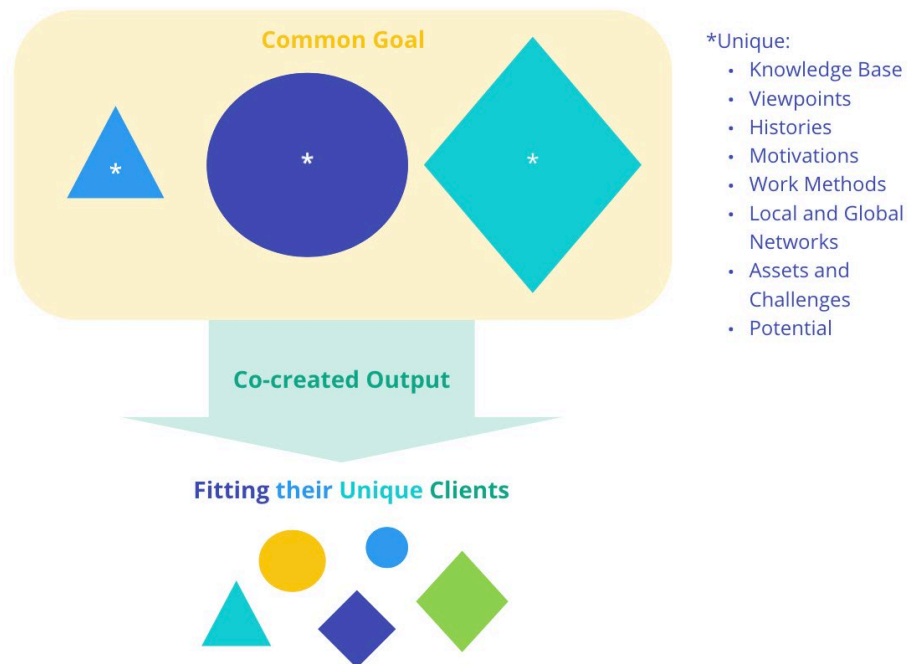 Common Goal
*
*
*
*Unique:
• Knowledge Base
• Viewpoints
• Histories
• Motivations
• Work Methods
• Local and Global
Networks
• Assets and
Challenges
• Potential
Co-created Output
Fitting their Unique Clients